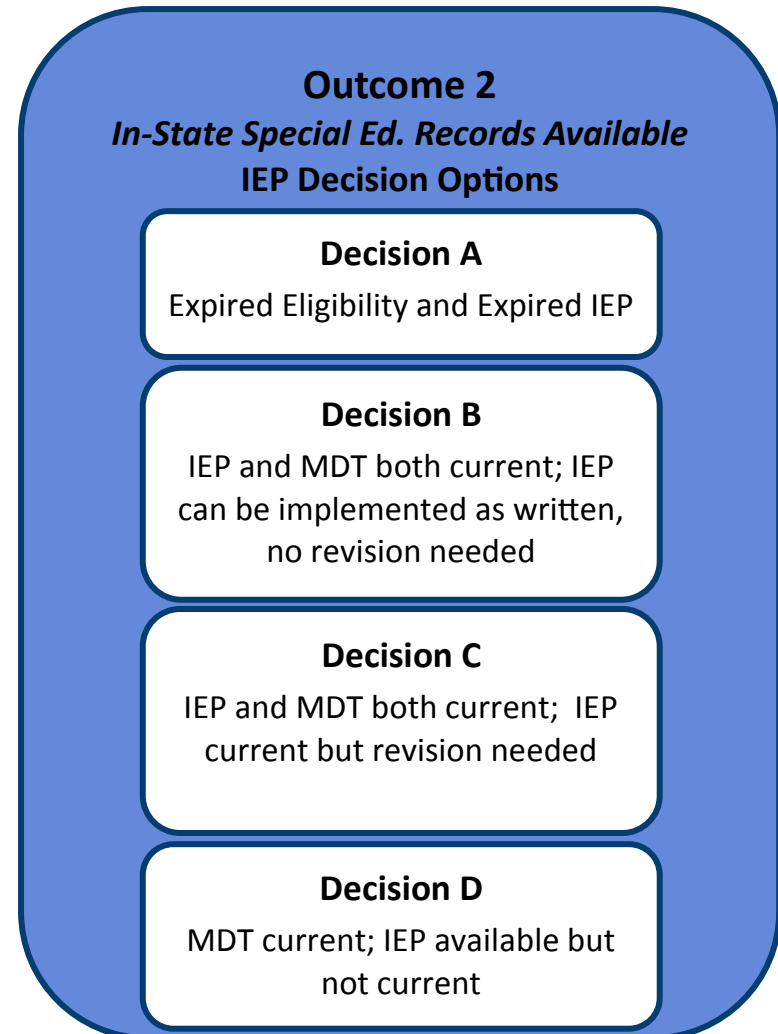 Outcome 2
In-State Special Ed. Records Available
IEP Decision Options
Decision A
Expired Eligibility and Expired IEP
Decision B
IEP and MDT both current; IEP
can be implemented as written,
no revision needed
Decision C
IEP and MDT both current;  IEP
current but revision needed
Decision D
MDT current; IEP available but
not current